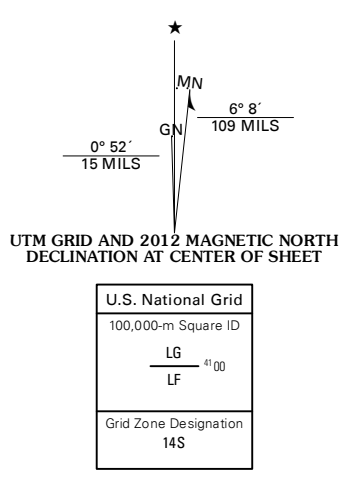 ★
MN
6° 8´
109 MILS
GN
0° 52´
15 MILS
UTM GRID AND 2012 MAGNETIC NORTH
DECLINATION AT CENTER OF SHEET
U.S. National Grid
100,000-m Square ID
LG
4100
LF
Grid Zone Designation
14S